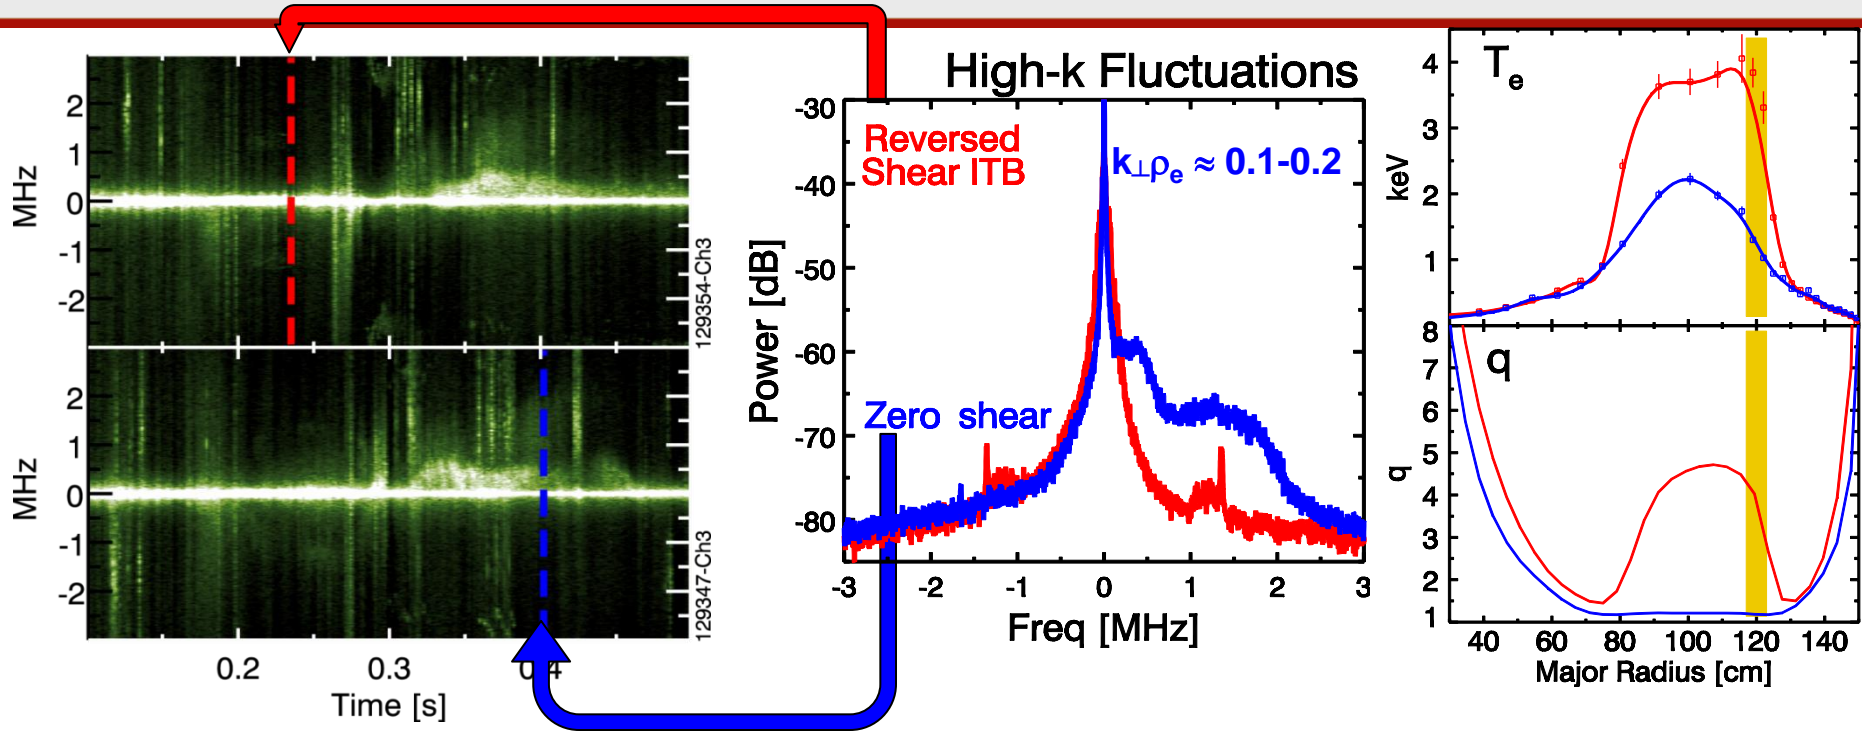 High-k Fluctuations
2
1
0
-1
-2
MHz
129354-Ch3
2
1
0
-1
-2
MHz
129347-Ch3
0.2 0.3 0.4
Time [s]
-30
-40
-50
-60
-70
-80
Power [dB]
Reversed
Shear ITB
k⊥ρe ≈ 0.1-0.2
Zero shear
-3 -2 -1 0 1 2 3
Freq [MHz]
Te
4
3
2
1
keV
q
8
7
6
5
4
3
2
1
q
40 60 80 100 120 140
Major Radius [cm]